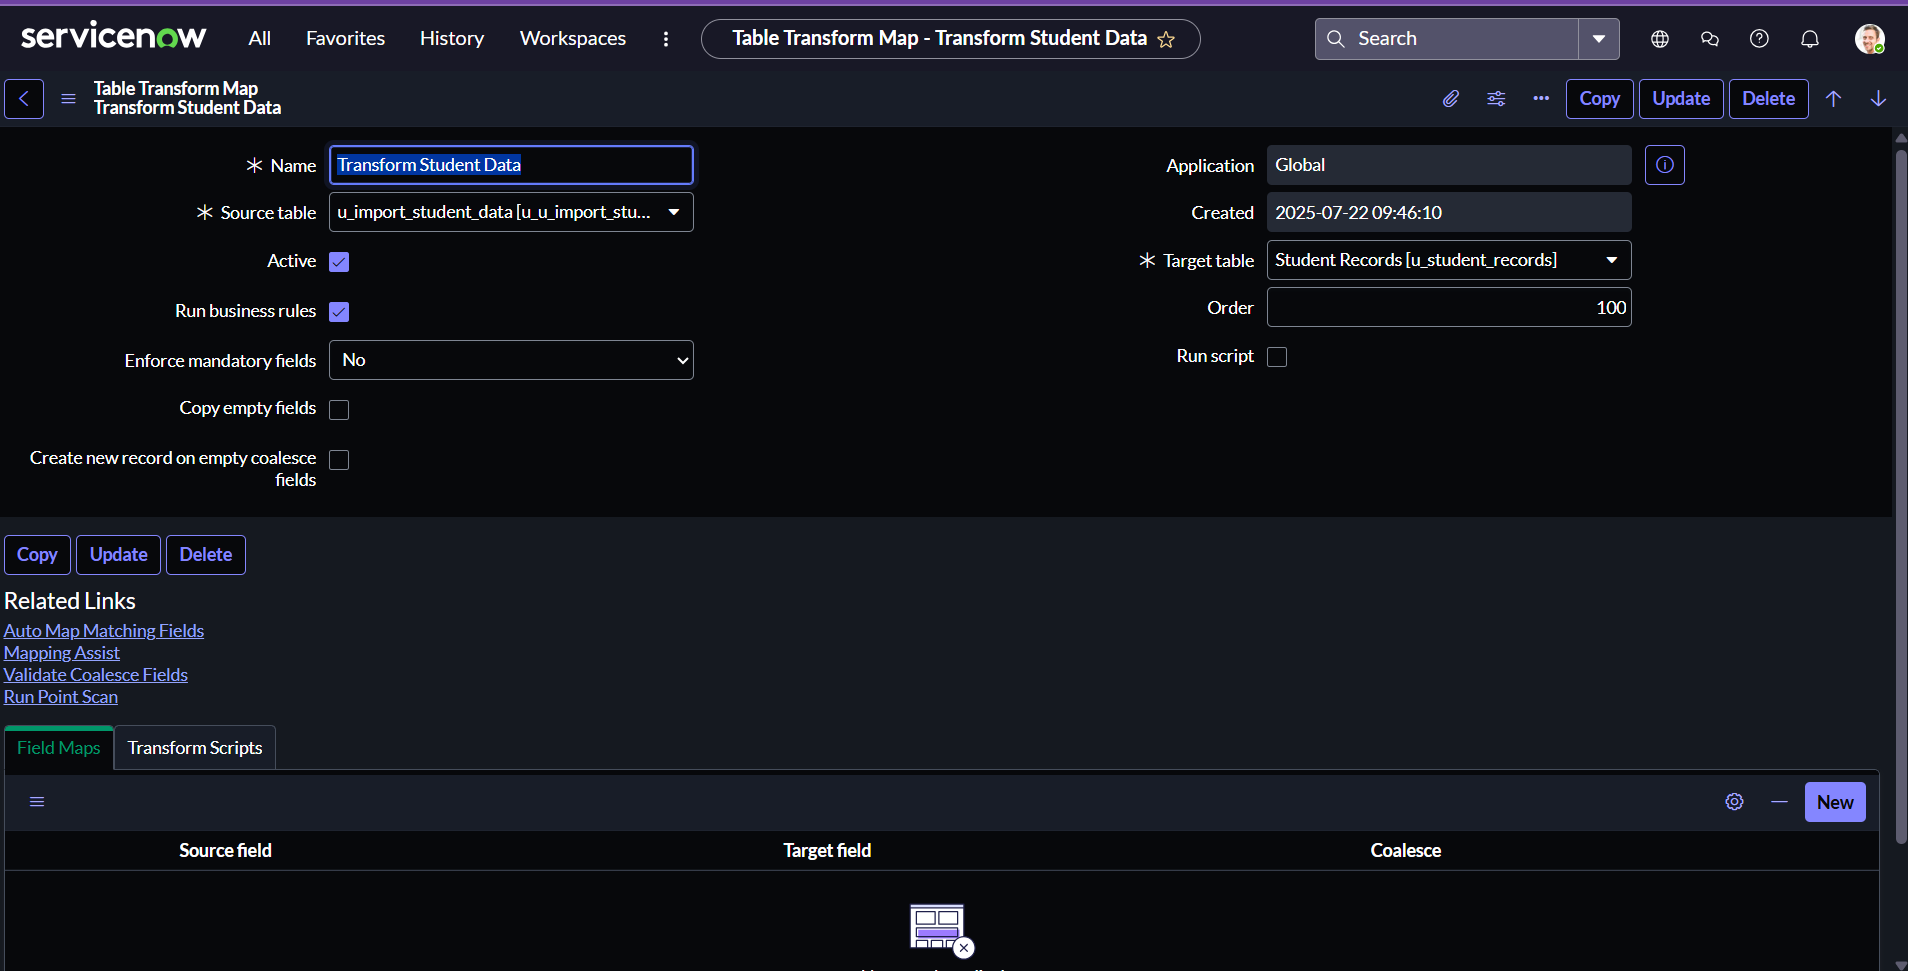 servicenow All Favorites History Workspaces Table Transform Map - Transform Student Data Search
Table Transform Map
Transform Student Data
Copy Update Delete
Name Transform Student Data
Application Global
Source table u_import_student_data [u_u_import_stu...
Created 2025-07-22 09:46:10
Active
Target table Student Records [u_student_records]
Run business rules
Order 100
Enforce mandatory fields No
Run script
Copy empty fields
Create new record on empty coalesce
fields
Copy Update Delete
Related Links
Auto Map Matching Fields
Mapping Assist
Validate Coalesce Fields
Run Point Scan
Field Maps Transform Scripts
New
Source field Target field Coalesce